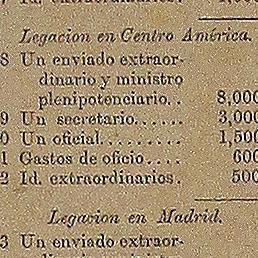 Legacion en Centro América.
8 Un enviado extraor-
dinario y ministro
plenipotenciario. . 8,000
9 Un secretario...... 3,000
0 Un oficial......... 1,500
1 Gastos de oficio..... 600
2 Id. extraordinarios. 500
Legacion en Madrid.
3 Un enviado extraor-